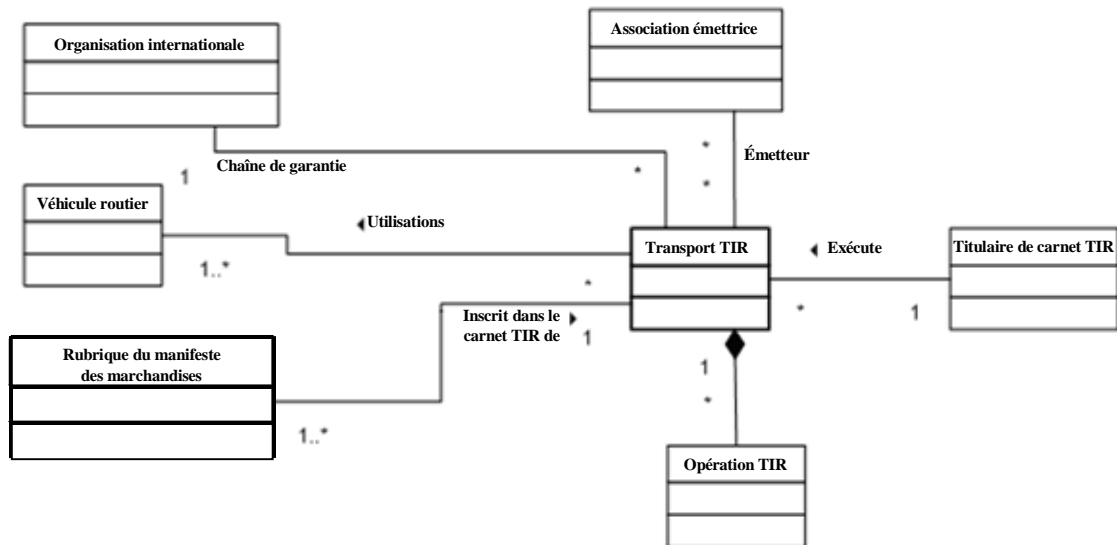 Organisation internationale
Association émettrice
Chaîne de garantie
Émetteur
1
*
*
*
Véhicule routier
Utilisations
Transport TIR
Exécute
Titulaire de carnet TIR
1..*
*
*
1
Inscrit dans le
carnet TIR de
1
Rubrique du manifeste
des marchandises
1
*
1..*
Opération TIR